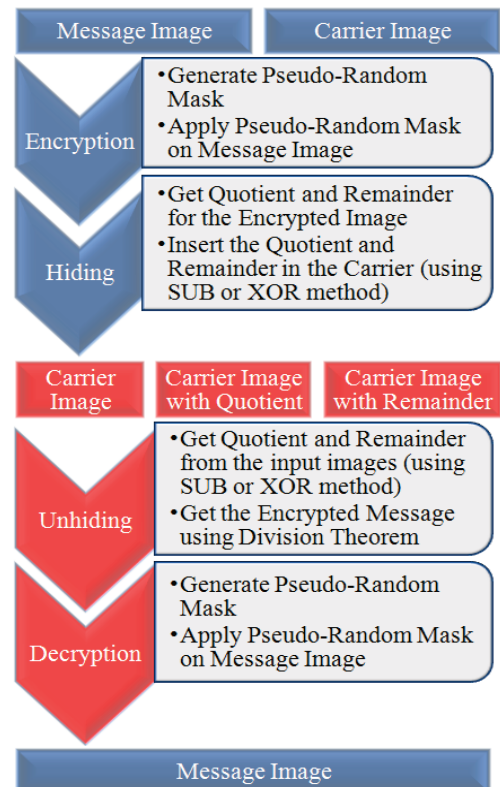 Message Image
Carrier Image
Encryption
•Generate Pseudo-Random
Mask
•Apply Pseudo-Random Mask
on Message Image
Hiding
•Get Quotient and Remainder
for the Encrypted Image
•Insert the Quotient and
Remainder in the Carrier (using
SUB or XOR method)
Carrier
Image
Carrier Image
with Quotient
Carrier Image
with Remainder
Unhiding
•Get Quotient and Remainder
from the input images (using
SUB or XOR method)
•Get the Encrypted Message
using Division Theorem
Decryption
•Generate Pseudo-Random
Mask
•Apply Pseudo-Random Mask
on Message Image
Message Image